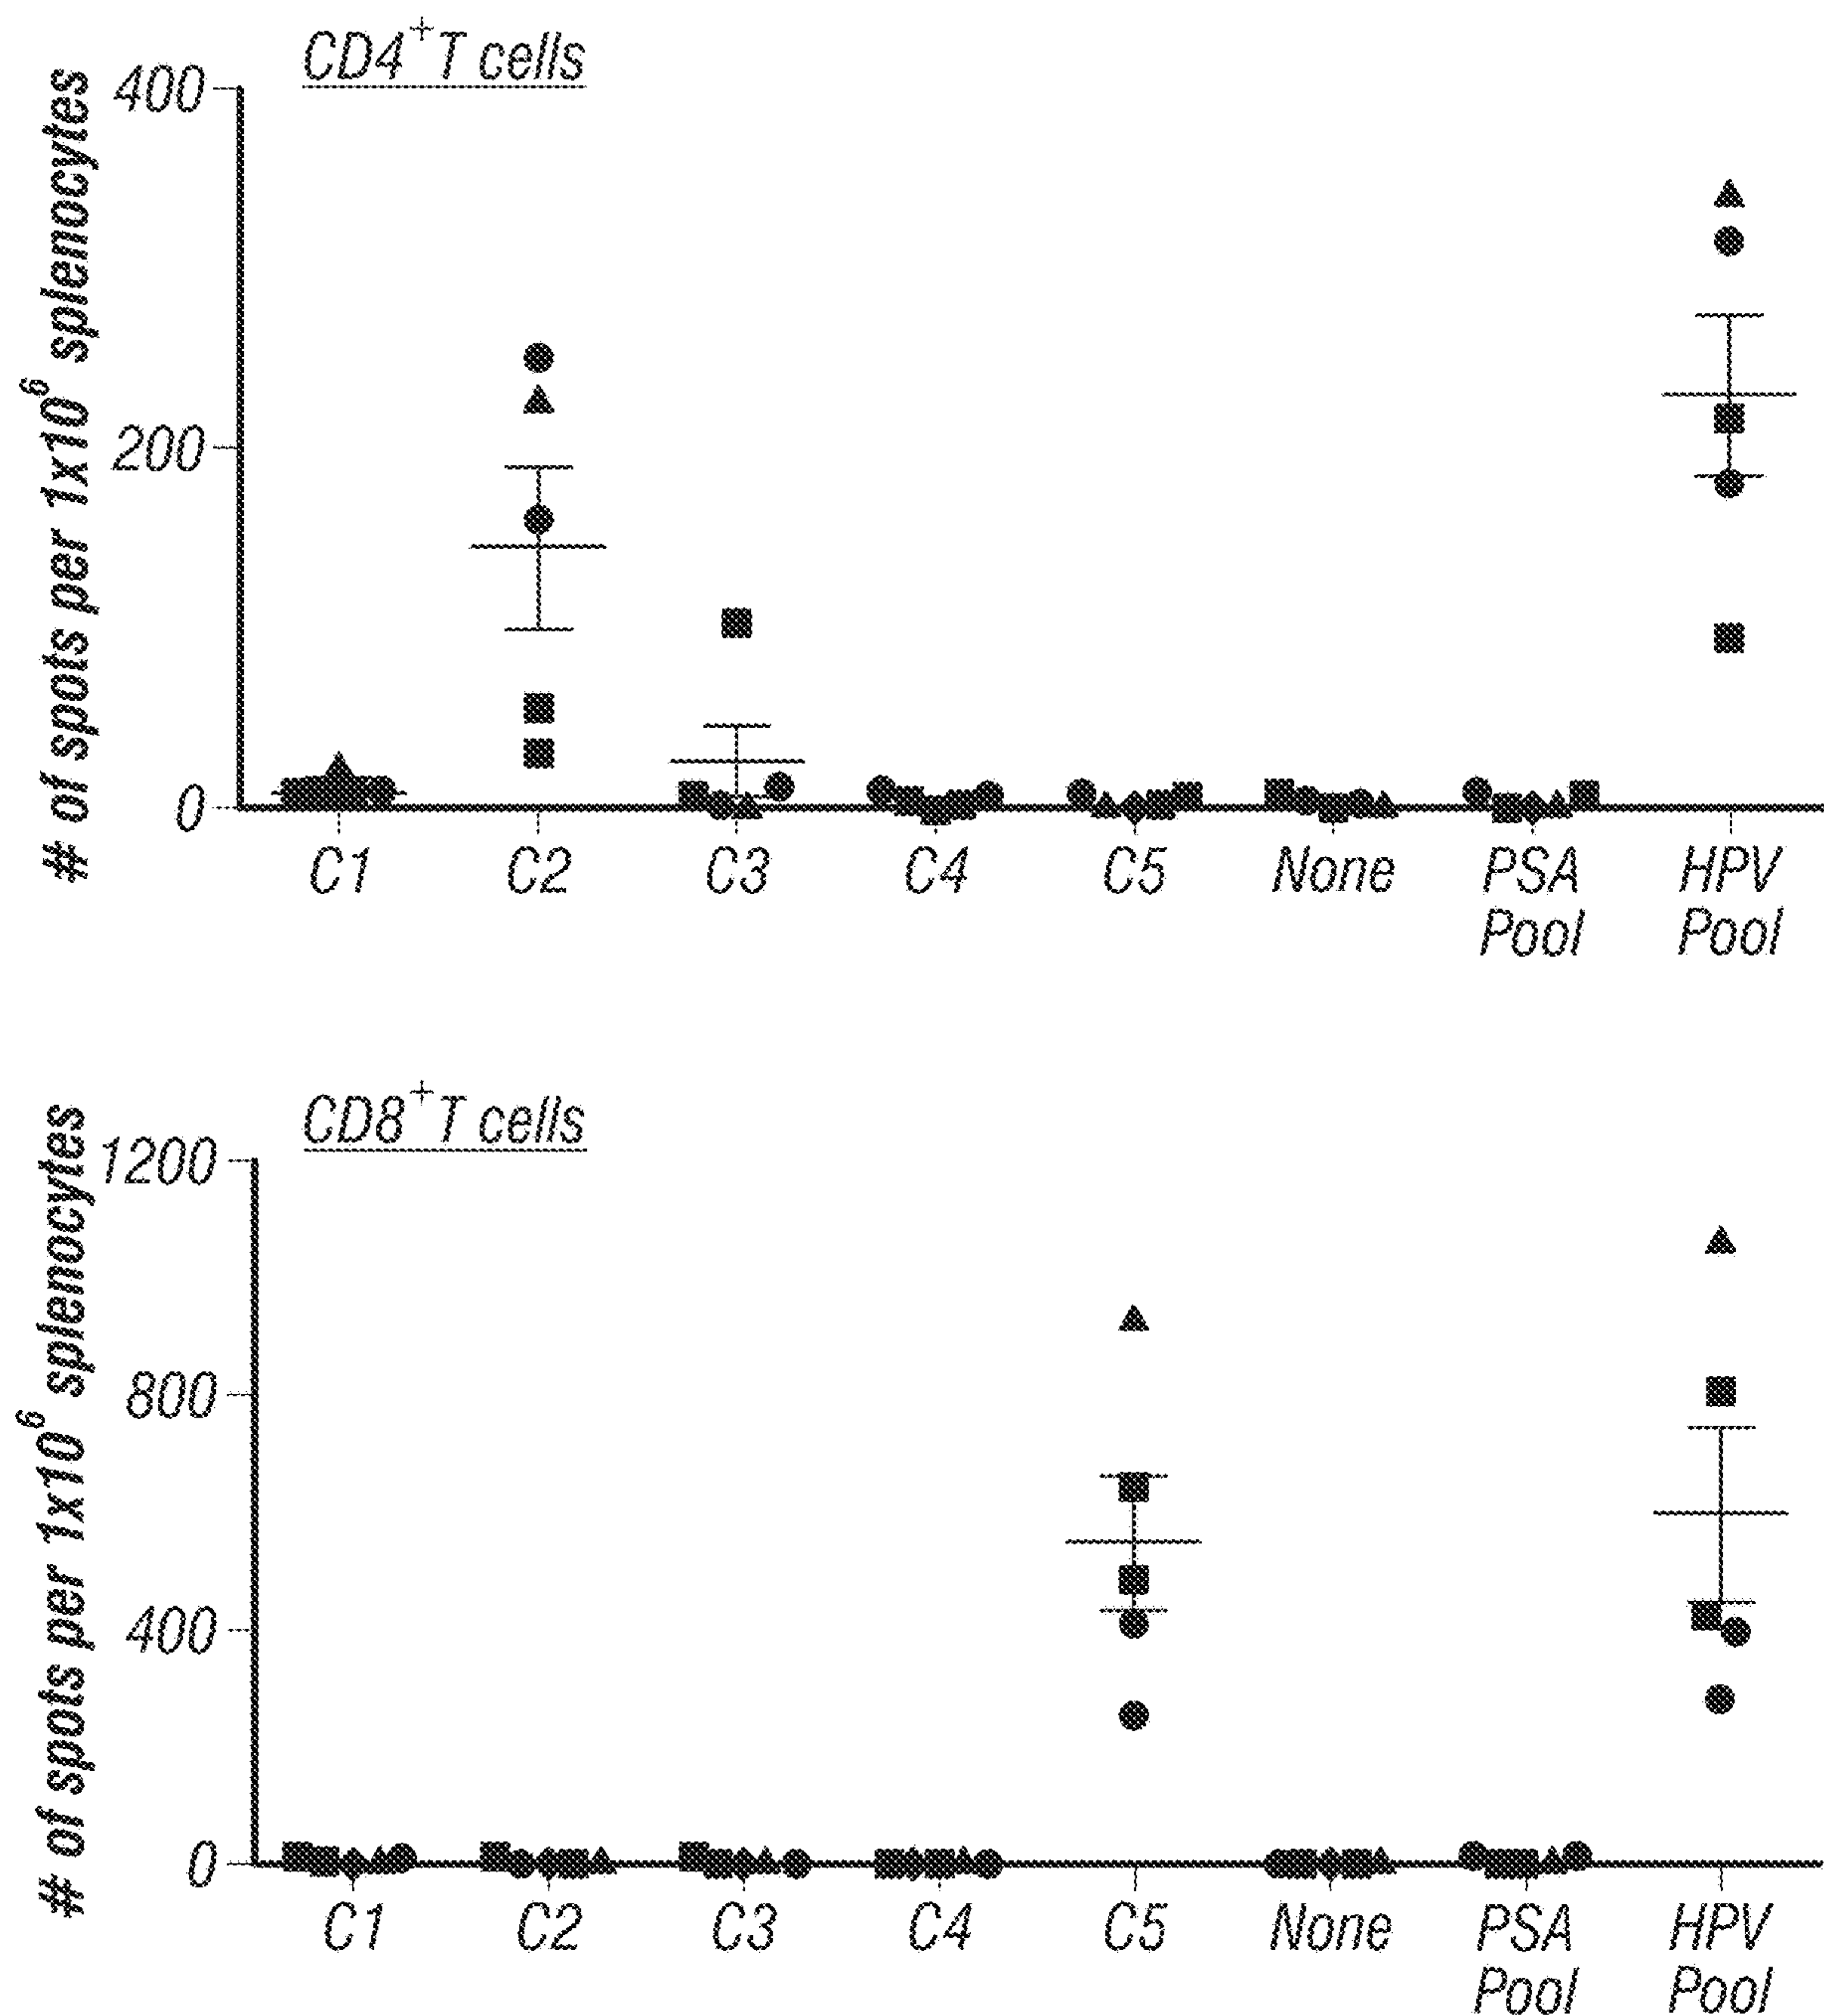 CD4+T cells
# of spots per 1x10^6 splenocytes
400
200
0
C1 C2 C3 C4 C5 None PSA Pool HPV Pool
CD8+T cells
# of spots per 1x10^6 splenocytes
1200
800
400
0
C1 C2 C3 C4 C5 None PSA Pool HPV Pool